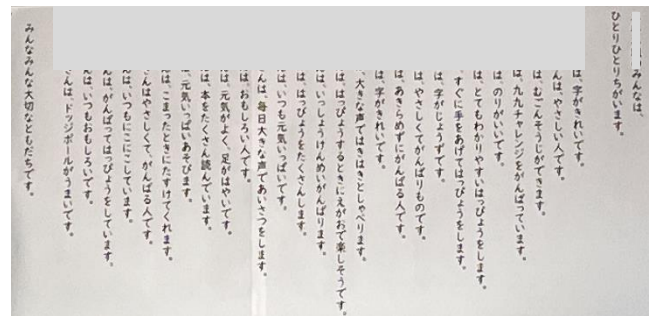 みんなは、
ひとりひとりちがいます。
は、字がきれいです。
んは、やさしい人です。
はむごんそうじができます。
は、九九チャレンジをがんばっています。
は、のりがいいです。
はとてもわかりやすいはっぴょうをします。
すぐに手をあげてはっぴょうをします。
は、字がじょうずです。
はやさしくてがんばりものです。
は、あきらめずにがんばる人です。
は、字がきれいです。
、大きな声ではきはきとしゃべります。
ははっぴょうするときにえがおで楽しそうです。
は、いっしょうけんめいがんばります。
は、はっぴょうをたくさんします。
は、いつも元気いっぱいです。
さんは、毎日大きな声であいさつをします。
はおもしろい人です。
んは、元気がよく、足がはやいです。
は、本をたくさん読んでいます。
、元気いっぱいあそびます。
は、こまったときにたすけてくれます。
さんはやさしくて、がんばる人です。
んは、いつもにこにこしています。
んは、がんばってはっぴょうをしています。
んは、いつもおもしろいです。
さんは、ドッジボールがうまいです。
みんなみんな大切なともだちです。